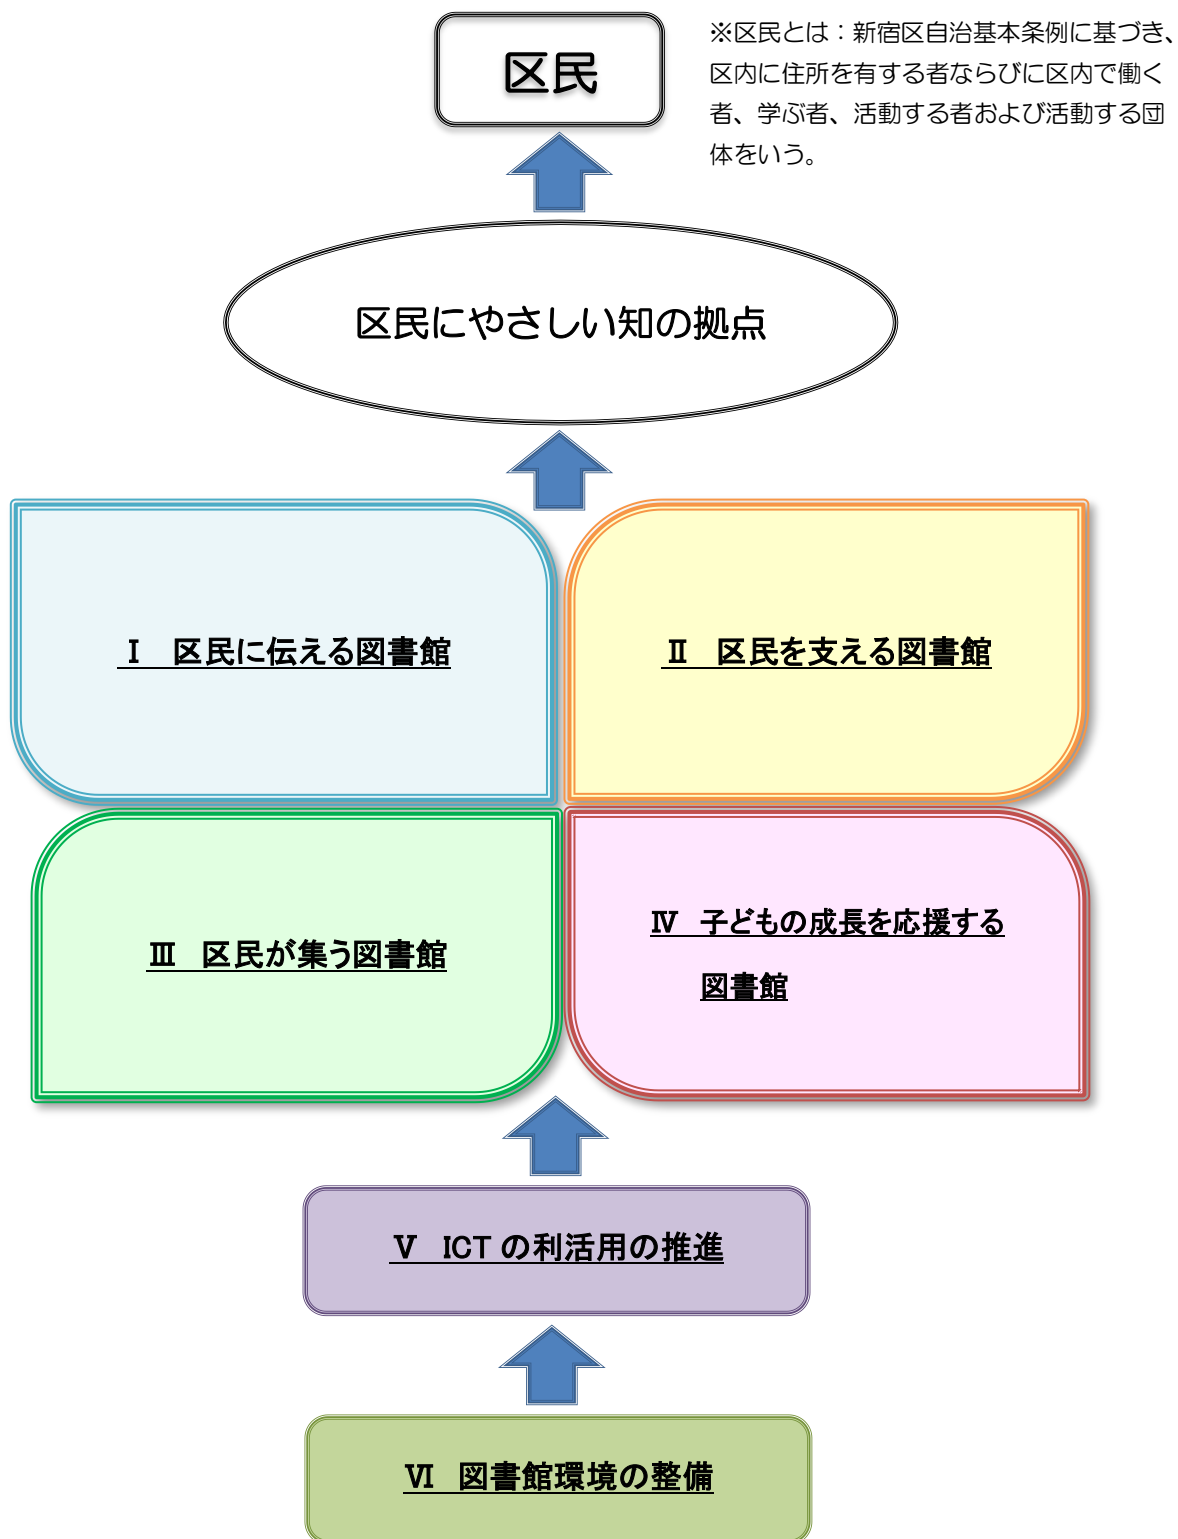 区民
※区民とは：新宿区自治基本条例に基づき、
区内に住所を有する者ならびに区内で働く
者、学ぶ者、活動する者および活動する団
体をいう。
区民にやさしい知の拠点
Ⅰ　区民に伝える図書館
Ⅱ　区民を支える図書館
Ⅲ　区民が集う図書館
Ⅳ　子どもの成長を応援する
図書館
Ⅴ　ICT の利活用の推進
Ⅵ　図書館環境の整備